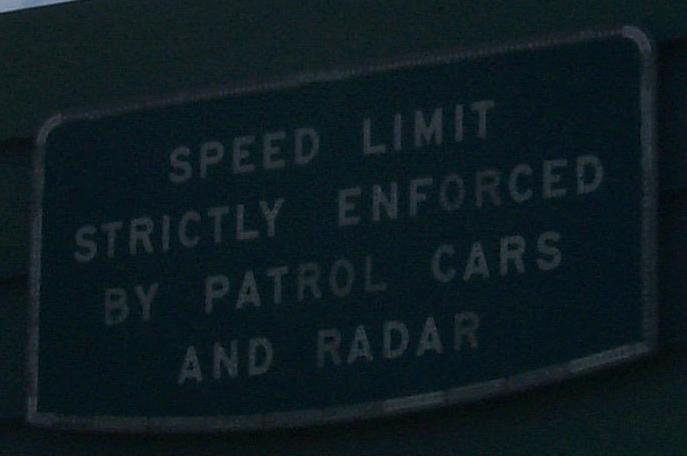 SPEED LIMIT
STRICTLY ENFORCED
BY PATROL CARS
AND RADAR